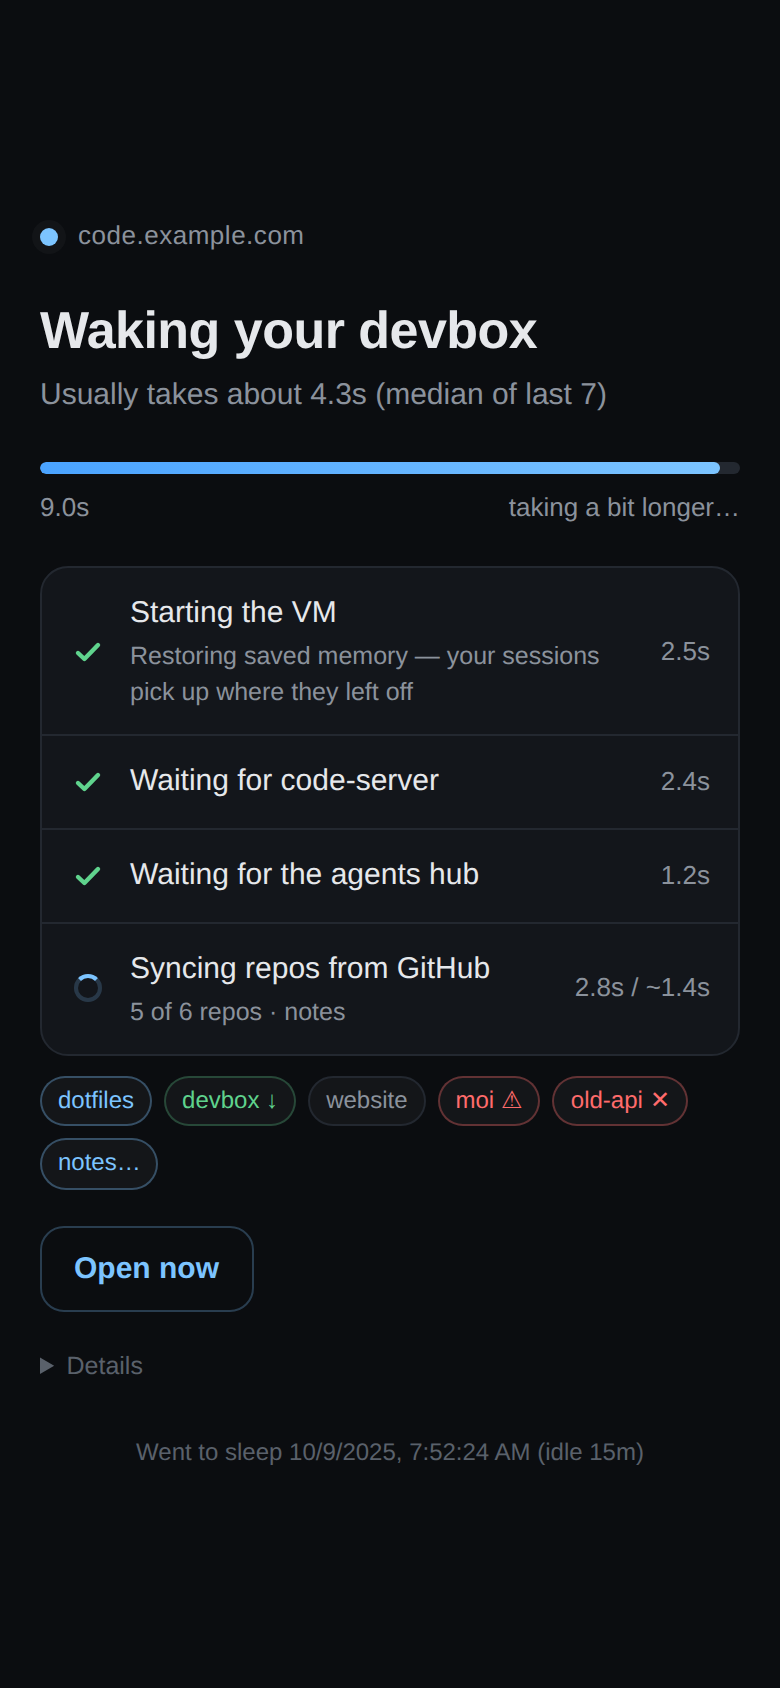 code.example.com
Waking your devbox
Usually takes about 4.3s (median of last 7)
9.0s taking a bit longer…
Starting the VM
Restoring saved memory — your sessions
pick up where they left off
2.5s
Waiting for code-server 2.4s
Waiting for the agents hub 1.2s
Syncing repos from GitHub
5 of 6 repos · notes
2.8s / ~1.4s
dotfiles devbox ↓ website moi ⚠ old-api ✕
notes…
Open now
▶ Details
Went to sleep 10/9/2025, 7:52:24 AM (idle 15m)